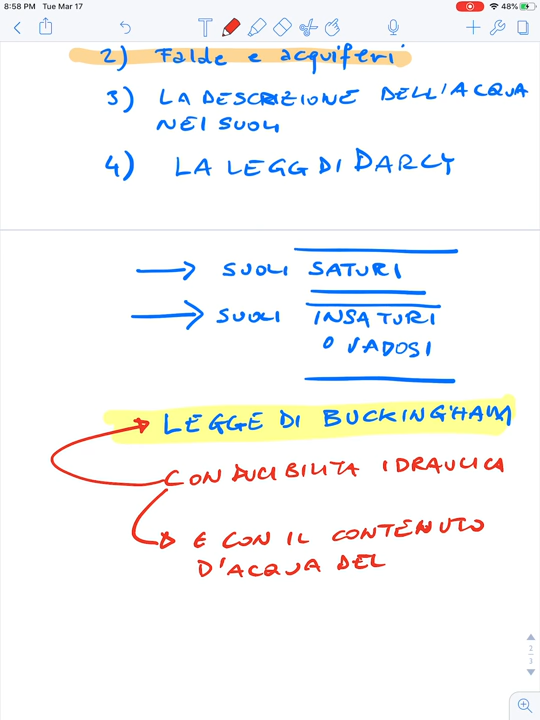 8:58 PM Tue Mar 17
48%
2) Falde e acquiferi
3) LA DESCRIZIONE DELL'ACQUA
NEI SUOLI
4) LA LEGG DI DARCY
SUOLI SATURI
SUOLI INSATURI
O VADOSI
LEGGE DI BUCKINGHAM
CONDUCIBILITA IDRAULICA
E CON IL CONTENUTO
D'ACQUA DEL
2
3